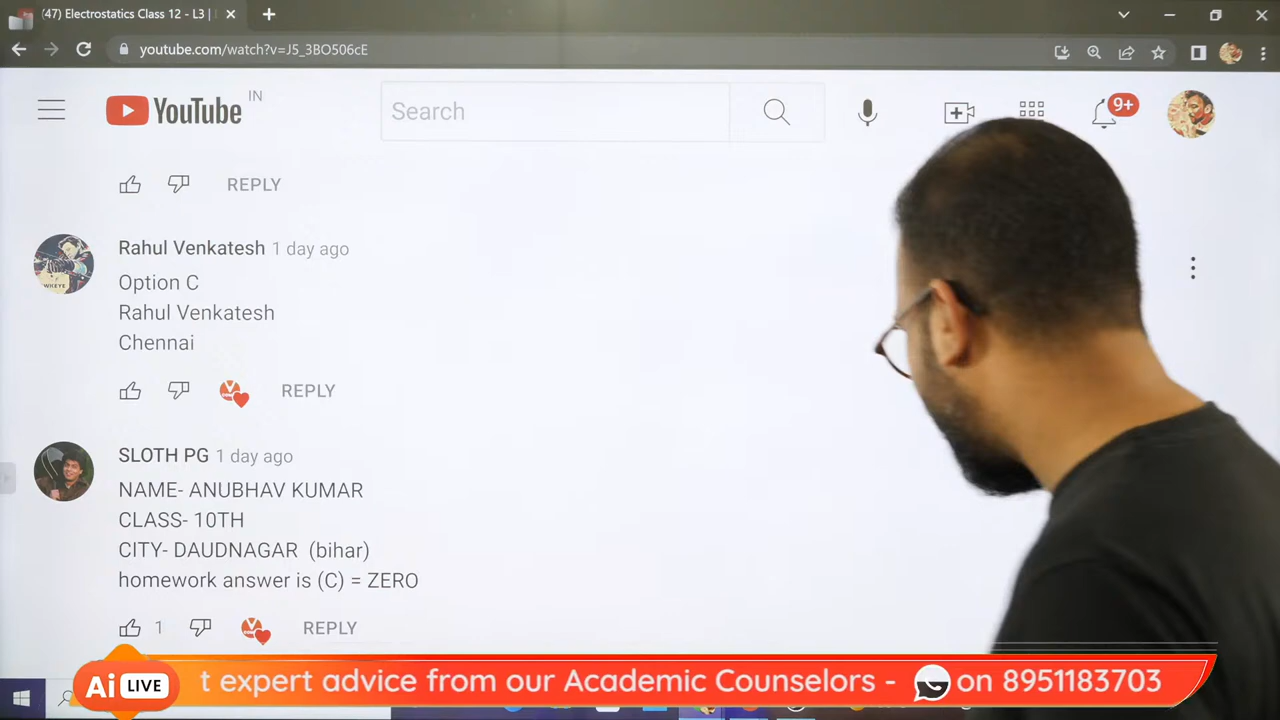 (47) Electrostatics Class 12 - L3 |
youtube.com/watch?v=J5_3BO506cE
YouTube IN
Search
9+
REPLY
Rahul Venkatesh 1 day ago
Option C
Rahul Venkatesh
Chennai
REPLY
SLOTH PG 1 day ago
NAME- ANUBHAV KUMAR
CLASS- 10TH
CITY- DAUDNAGAR (bihar)
homework answer is (C) = ZERO
1
REPLY
Ai LIVE
t expert advice from our Academic Counselors - on 8951183703